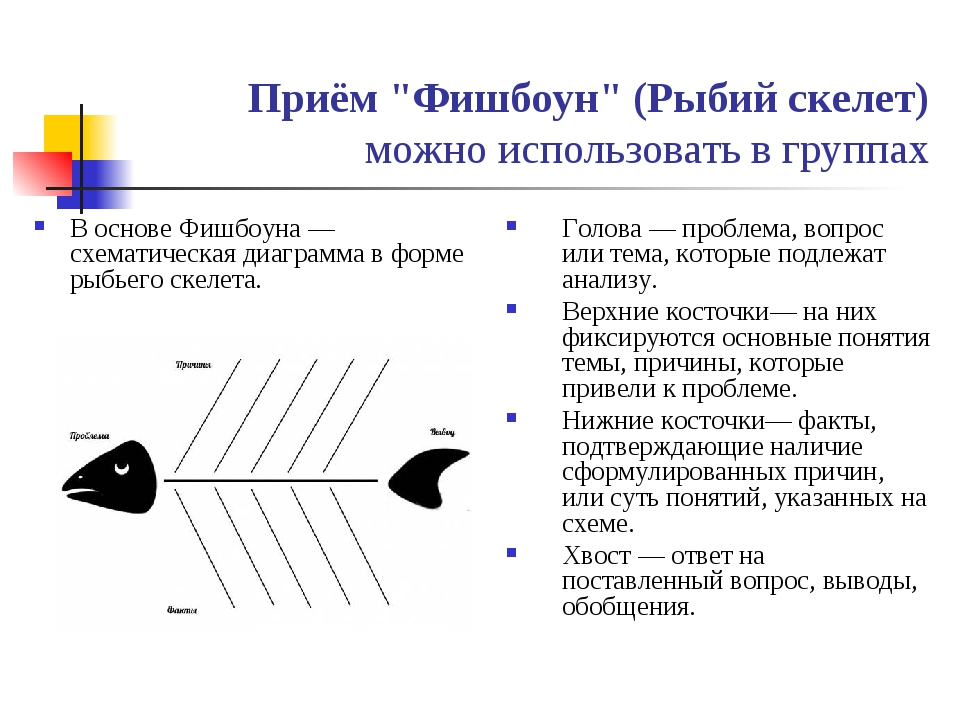 Приём "Фишбоун" (Рыбий скелет)
можно использовать в группах
В основе Фишбоуна —
схематическая диаграмма в форме
рыбьего скелета.
Причины
Проблема
Вывод
Факты
Голова — проблема, вопрос
или тема, которые подлежат
анализу.
Верхние косточки— на них
фиксируются основные понятия
темы, причины, которые
привели к проблеме.
Нижние косточки— факты,
подтверждающие наличие
сформулированных причин,
или суть понятий, указанных на
схеме.
Хвост — ответ на
поставленный вопрос, выводы,
обобщения.